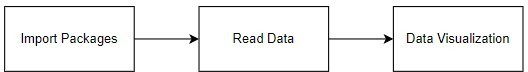 Import Packages
Read Data
Data Visualization